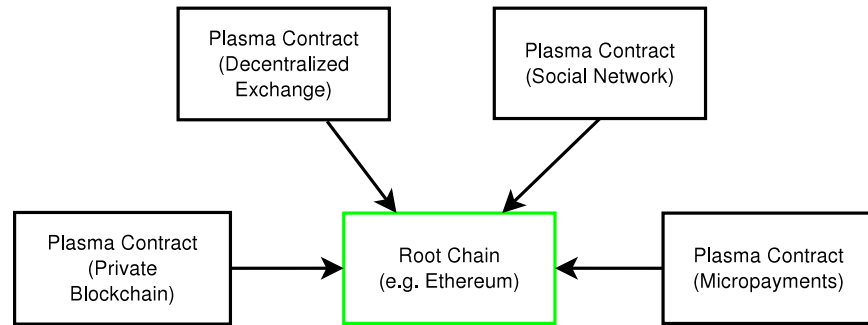 Plasma Contract
(Decentralized
Exchange)
Plasma Contract
(Social Network)
Plasma Contract
(Private
Blockchain)
Root Chain
(e.g. Ethereum)
Plasma Contract
(Micropayments)